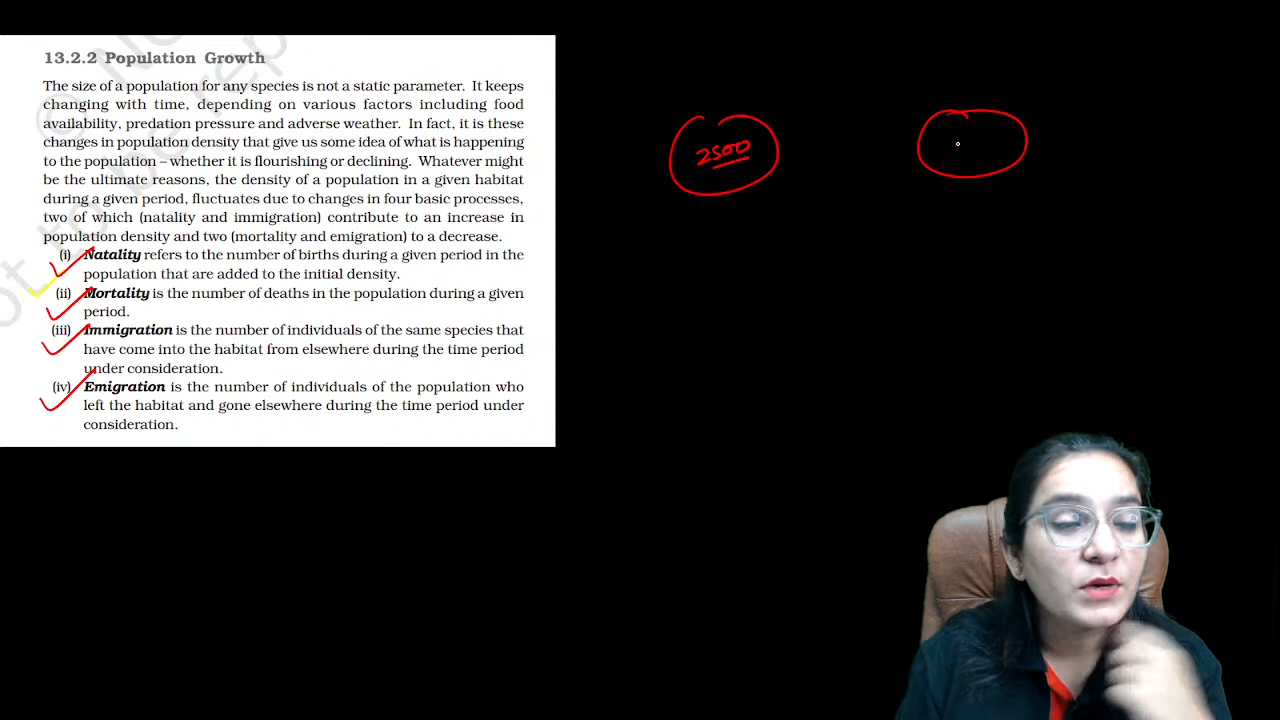 13.2.2 Population Growth
The size of a population for any species is not a static parameter. It keeps
changing with time, depending on various factors including food
availability, predation pressure and adverse weather. In fact, it is these
changes in population density that give us some idea of what is happening
to the population – whether it is flourishing or declining. Whatever might
be the ultimate reasons, the density of a population in a given habitat
during a given period, fluctuates due to changes in four basic processes,
two of which (natality and immigration) contribute to an increase in
population density and two (mortality and emigration) to a decrease.
(i) Natality refers to the number of births during a given period in the
population that are added to the initial density.
(ii) Mortality is the number of deaths in the population during a given
period.
(iii) Immigration is the number of individuals of the same species that
have come into the habitat from elsewhere during the time period
under consideration.
(iv) Emigration is the number of individuals of the population who
left the habitat and gone elsewhere during the time period under
consideration.
2500